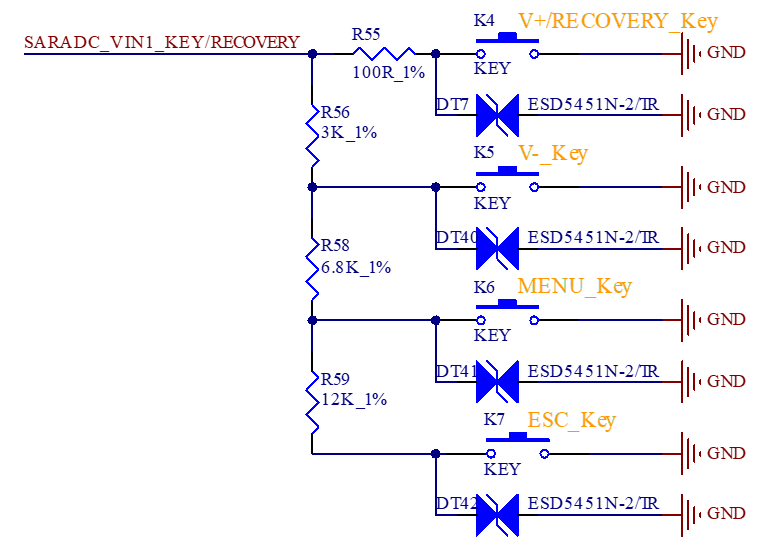 K4 V+/RECOVERY_Key
SARADC_VIN1_KEY/RECOVERY
R55
100R_1%
KEY
GND
DT7 ESD5451N-2/TR GND
R56
3K_1%
K5 V-_Key
GND
KEY
DT40 ESD5451N-2/TR GND
R58
6.8K_1%
K6 MENU_Key
GND
KEY
DT41 ESD5451N-2/TR GND
R59
12K_1%
K7 ESC_Key
GND
KEY
DT42 ESD5451N-2/TR GND